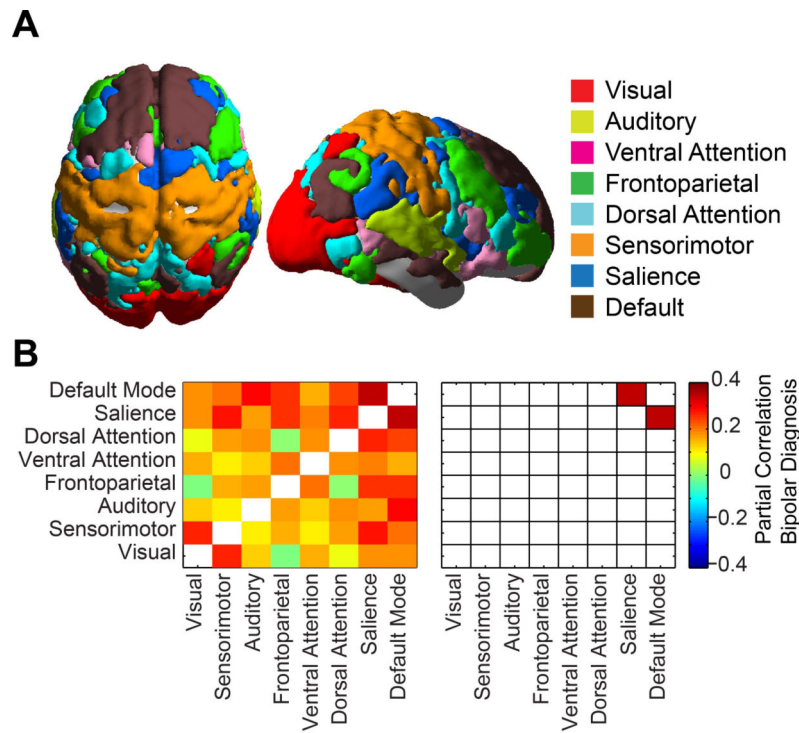 A
Visual
Auditory
Ventral Attention
Frontoparietal
Dorsal Attention
Sensorimotor
Salience
Default
B
Default Mode
Salience
Dorsal Attention
Ventral Attention
Frontoparietal
Auditory
Sensorimotor
Visual
Visual
Sensorimotor
Auditory
Frontoparietal
Ventral Attention
Dorsal Attention
Salience
Default Mode
Visual
Sensorimotor
Auditory
Frontoparietal
Ventral Attention
Dorsal Attention
Salience
Default Mode
0.4
0.2
0
−0.2
−0.4
Partial Correlation
Bipolar Diagnosis